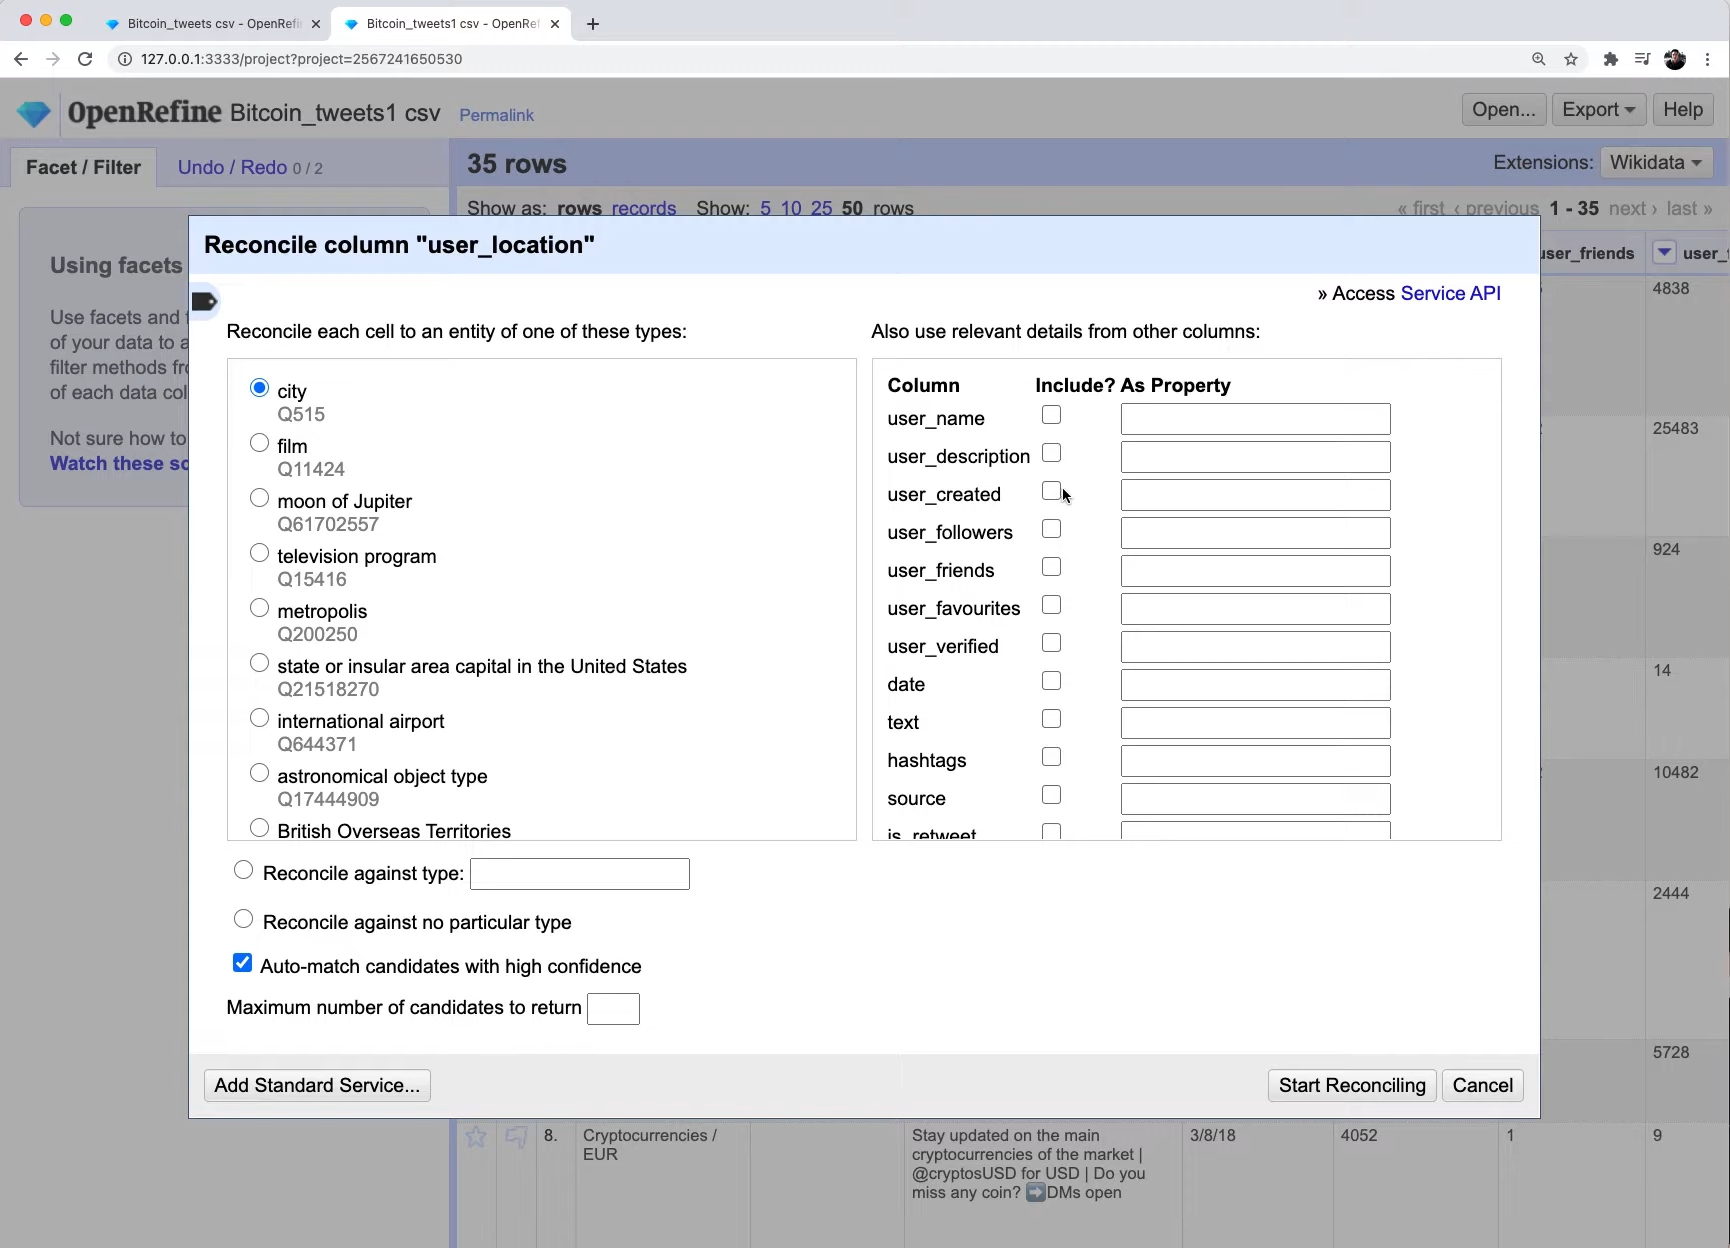 Bitcoin_tweets csv - OpenRefi
Bitcoin_tweets1 csv - OpenRef
127.0.0.1:3333/project?project=2567241650530
OpenRefine Bitcoin_tweets1 csv Permalink
Open... Export Help
Facet / Filter
Undo / Redo 0 / 2
35 rows
Extensions: Wikidata
Show as: rows records Show: 5 10 25 50 rows
« first ‹ previous 1 - 35 next › last »
Using facets
Use facets and
of your data to a
filter methods fr
of each data col
Not sure how to
Watch these sc
user_friends
user_
4838
25483
924
14
10482
2444
5728
Reconcile column "user_location"
» Access Service API
Reconcile each cell to an entity of one of these types:
city
Q515
film
Q11424
moon of Jupiter
Q61702557
television program
Q15416
metropolis
Q200250
state or insular area capital in the United States
Q21518270
international airport
Q644371
astronomical object type
Q17444909
British Overseas Territories
Also use relevant details from other columns:
Column Include? As Property
user_name
user_description
user_created
user_followers
user_friends
user_favourites
user_verified
date
text
hashtags
source
is_retweet
Reconcile against type:
Reconcile against no particular type
Auto-match candidates with high confidence
Maximum number of candidates to return
Add Standard Service...
Start Reconciling Cancel
8.
Cryptocurrencies /
EUR
Stay updated on the main
cryptocurrencies of the market |
@cryptosUSD for USD | Do you
miss any coin? ➡️DMs open
3/8/18
4052
1
9